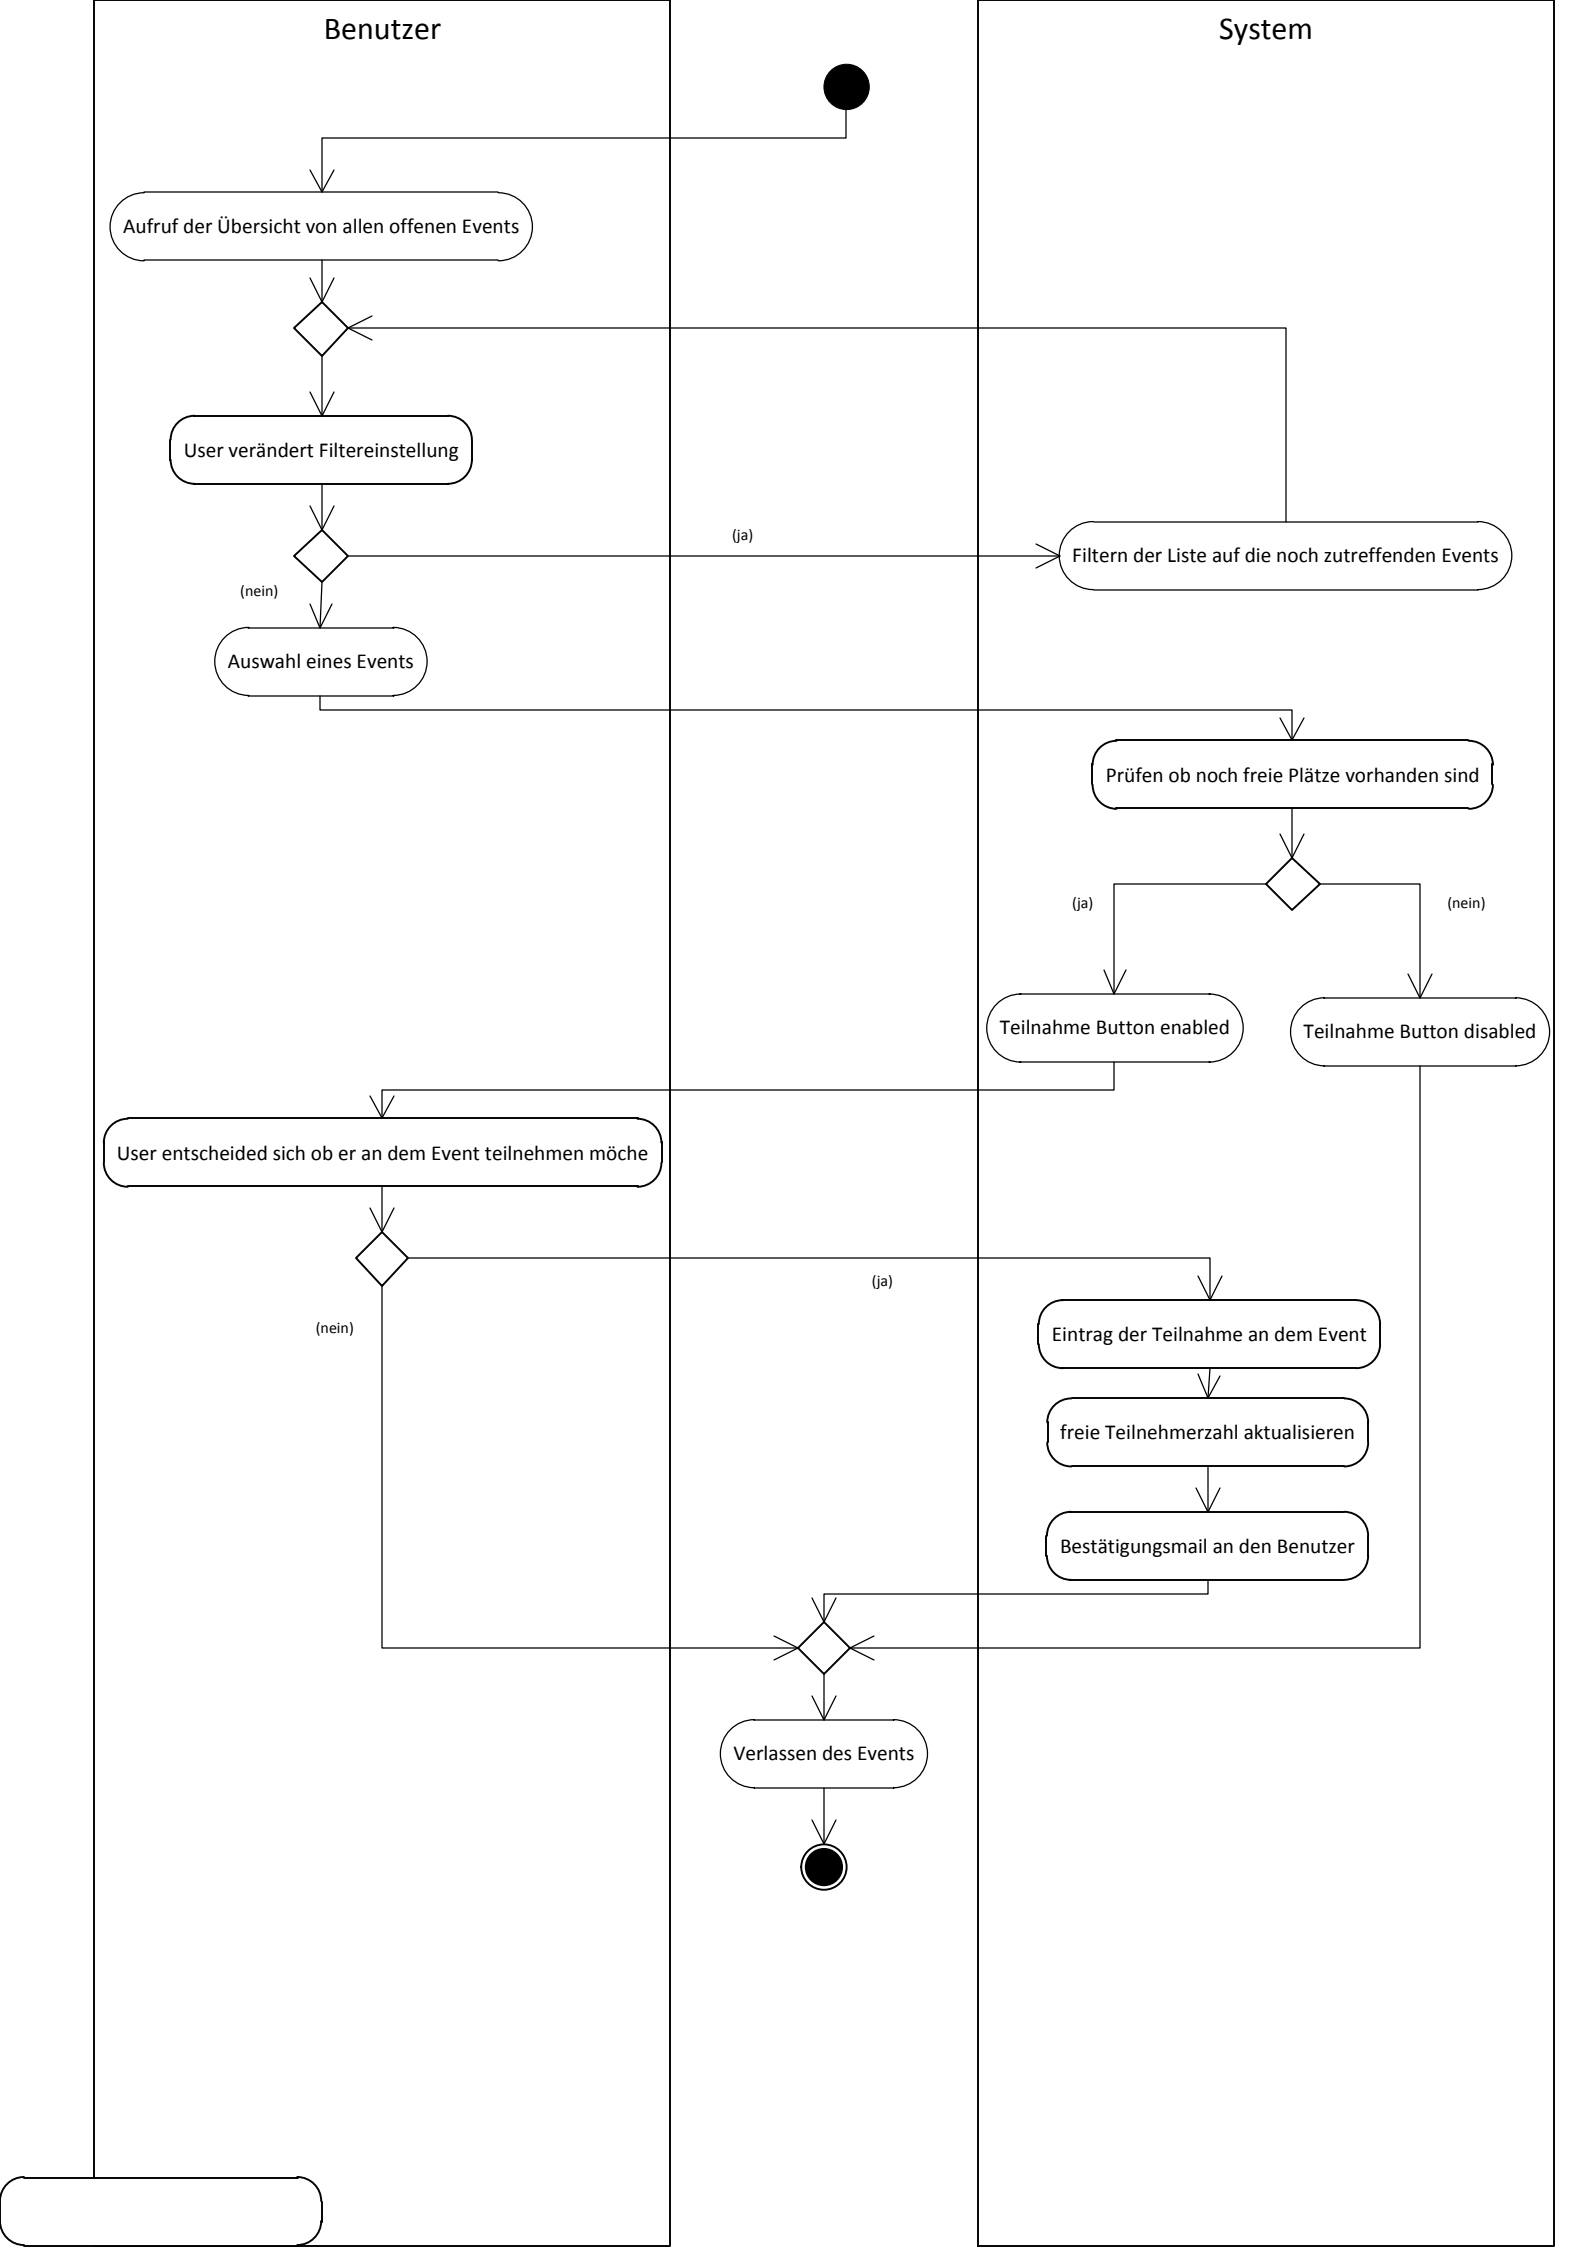 Benutzer
System
Aufruf der Übersicht von allen offenen Events
User verändert Filtereinstellung
(ja)
Filtern der Liste auf die noch zutreffenden Events
(nein)
Auswahl eines Events
Prüfen ob noch freie Plätze vorhanden sind
(ja)
(nein)
Teilnahme Button enabled
Teilnahme Button disabled
User entscheided sich ob er an dem Event teilnehmen möche
(ja)
(nein)
Eintrag der Teilnahme an dem Event
freie Teilnehmerzahl aktualisieren
Bestätigungsmail an den Benutzer
Verlassen des Events